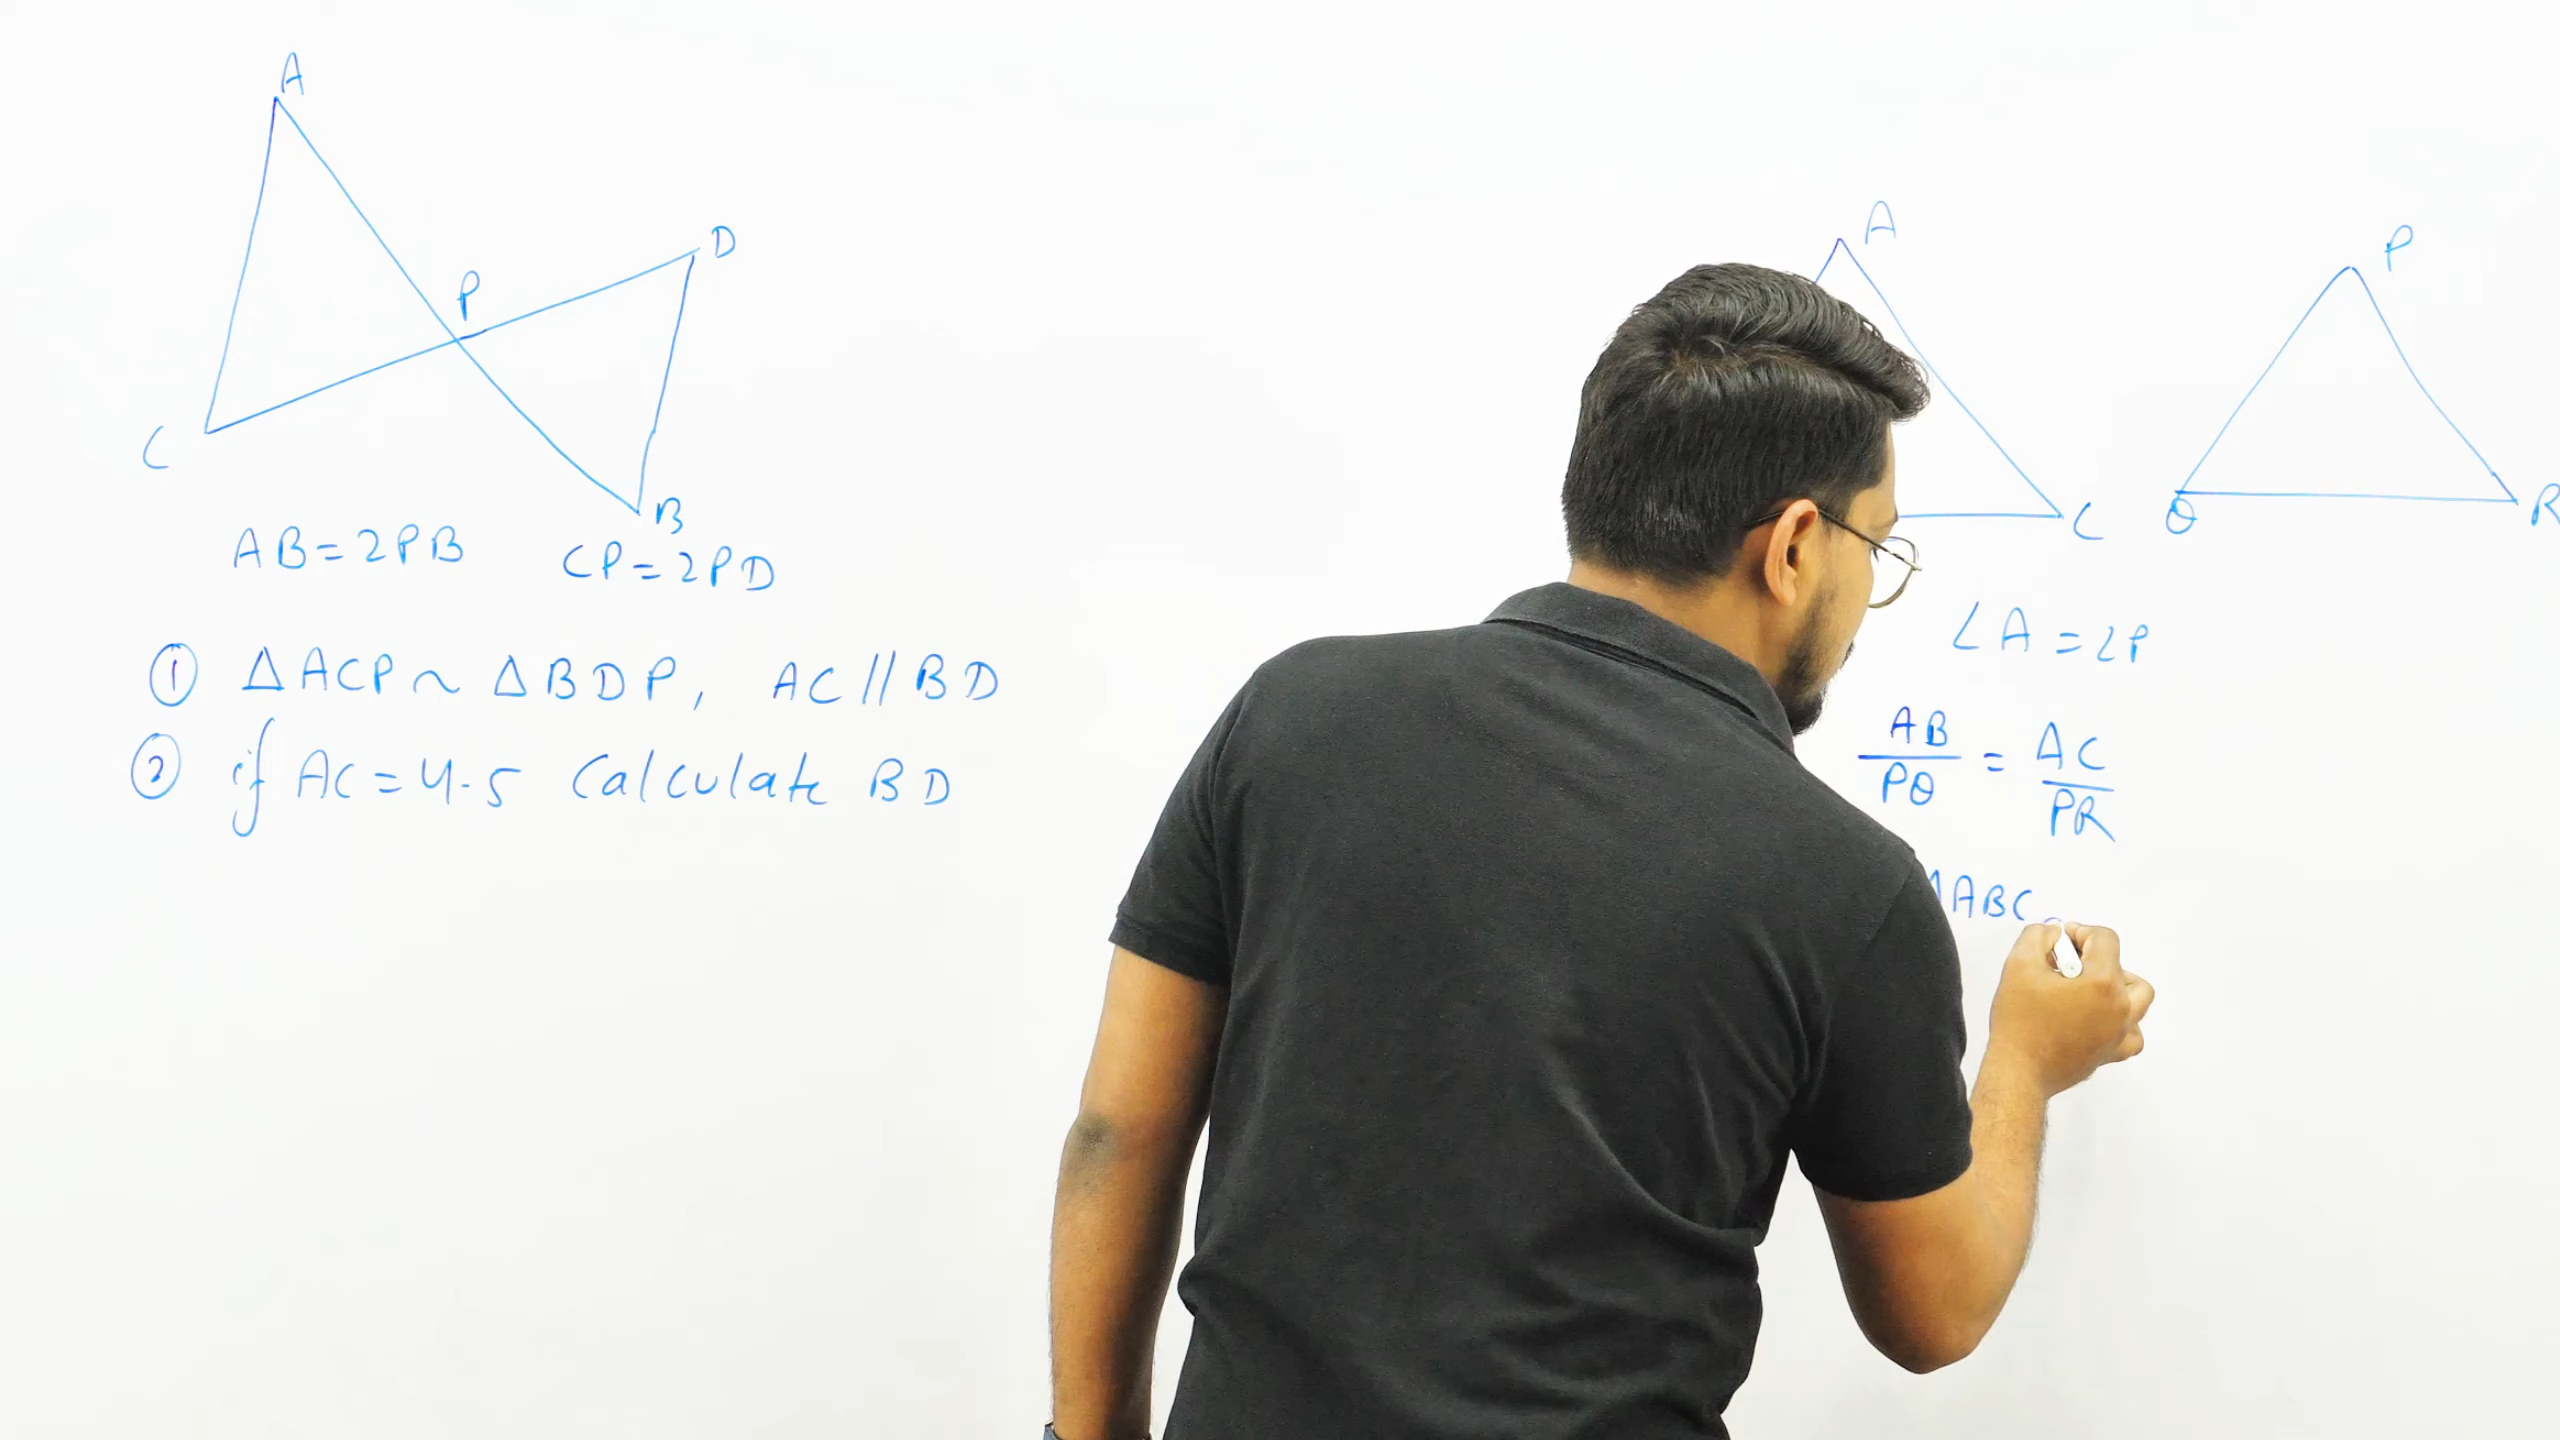 A
D
P
C
B
AB = 2PB CP = 2PD
① ΔACP ~ ΔBDP, AC // BD
② if AC = 4.5 Calculate BD
A P
C Q R
∠A = ∠P
AB/PQ = AC/PR
ΔABC